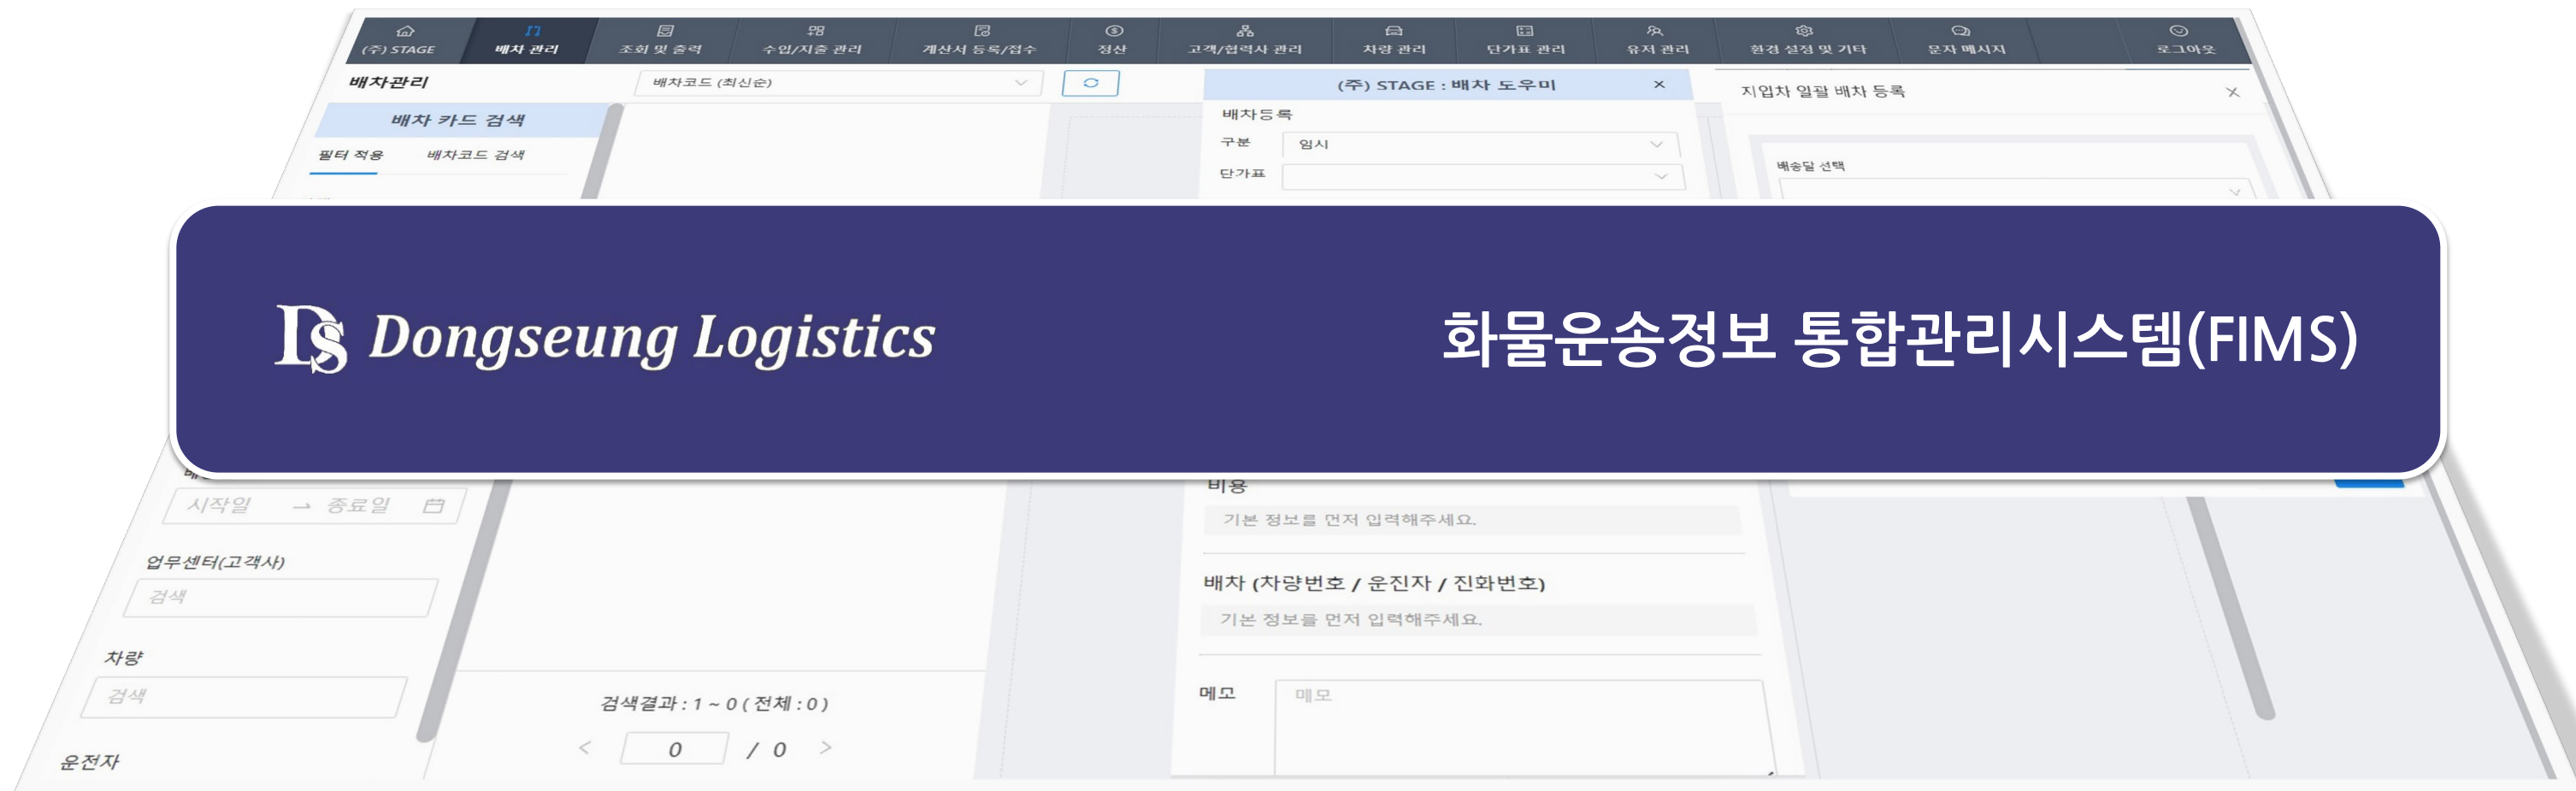 (주) STAGE
배차 관리
조회 및 출력
수입/지출 관리
계산서 등록/접수
정산
고객/협력사 관리
차량 관리
단가표 관리
유저 관리
환경 설정 및 기타
문자 메시지
로그아웃
배차관리
배차코드 (최신순)
(주) STAGE : 배차 도우미
지입차 일괄 배차 등록
배차 카드 검색
배차등록
구분
임시
필터 적용
배차코드 검색
단가표
배송달 선택
DS Dongseung Logistics
화물운송정보 통합관리시스템(FIMS)
비용
시작일 → 종료일
기본 정보를 먼저 입력해주세요.
업무센터(고객사)
검색
배차 (차량번호 / 운진자 / 진화번호)
기본 정보를 먼저 입력해주세요.
차량
검색
검색결과 : 1 ~ 0 ( 전체 : 0 )
메모
메모
< 0 / 0 >
운전자